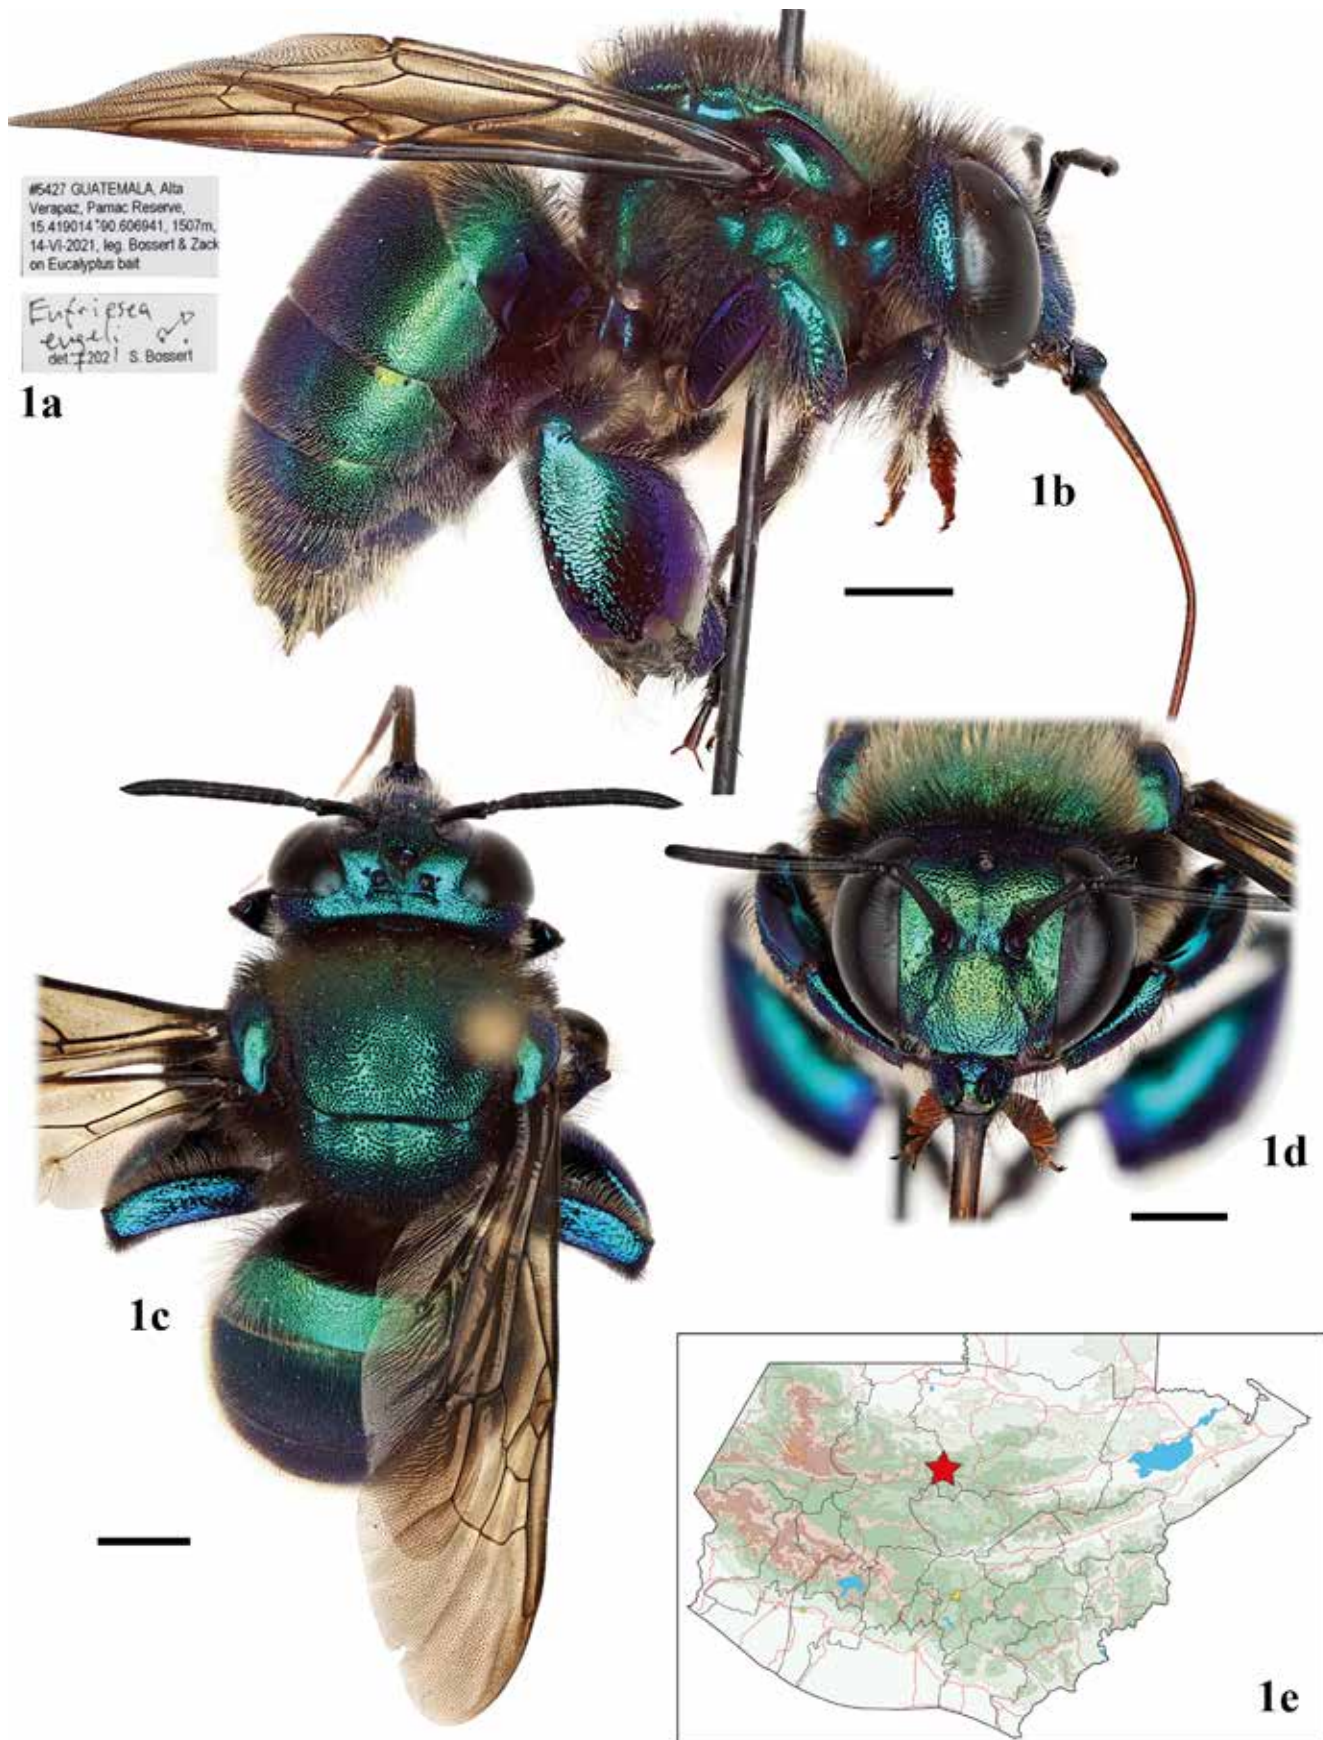 #5427 GUATEMALA, Alta
Verapaz, Pamac Reserve,
15.419014 -90.606941, 1507m,
14-VI-2021, leg. Bossert & Zack
on Eucalyptus bait
Eufriesea
engeli ♂
det. 2021 S. Bossert
1a
1b
1c
1d
1e